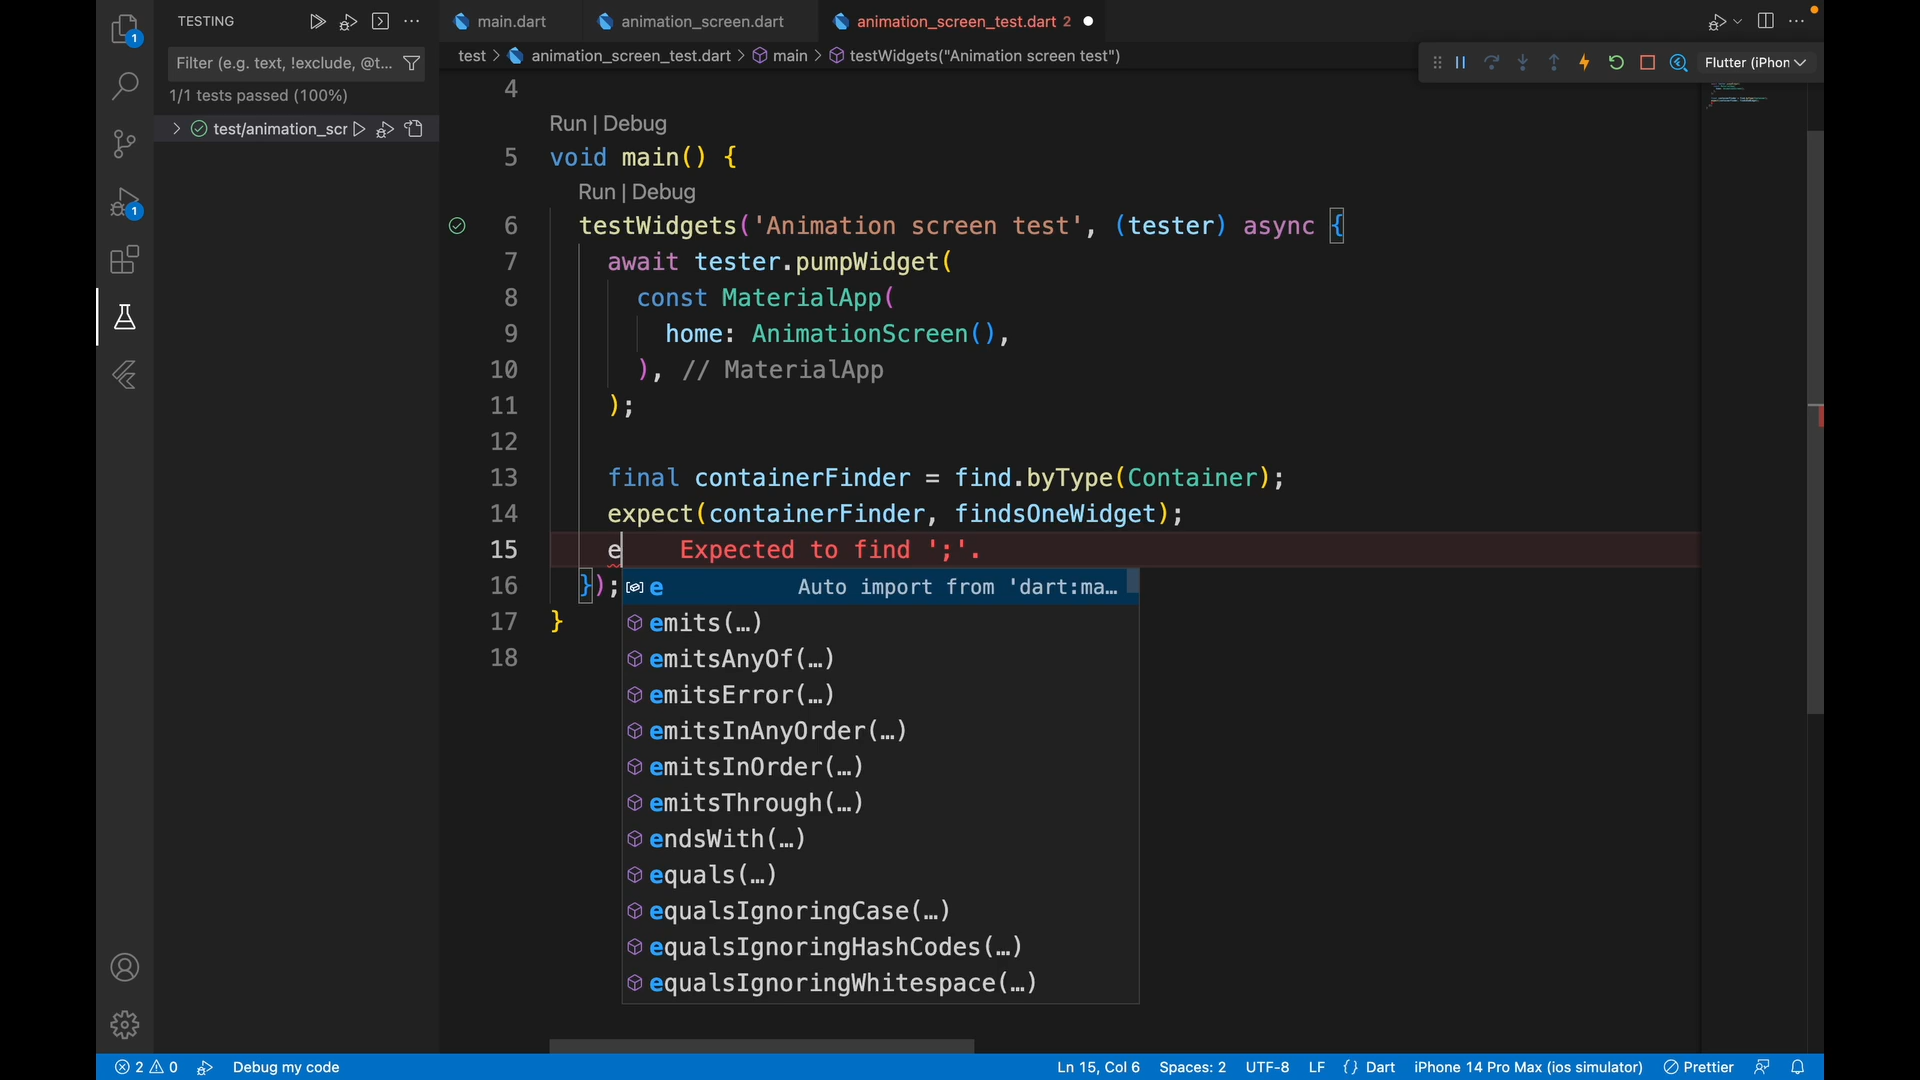 TESTING
main.dart
animation_screen.dart
animation_screen_test.dart 2
1
Filter (e.g. text, !exclude, @t...
test > animation_screen_test.dart > main > testWidgets("Animation screen test")
Flutter (iPhon
1/1 tests passed (100%)
4
test/animation_scr
Run | Debug
5 void main() {
Run | Debug
1
6 testWidgets('Animation screen test', (tester) async {
7 await tester.pumpWidget(
8 const MaterialApp(
9 home: AnimationScreen(),
10 ), // MaterialApp
11 );
12
13 final containerFinder = find.byType(Container);
14 expect(containerFinder, findsOneWidget);
15 e Expected to find ';'.
16 });
e Auto import from 'dart:ma...
17 }
emits(…)
18
emitsAnyOf(…)
emitsError(…)
emitsInAnyOrder(…)
emitsInOrder(…)
emitsThrough(…)
endsWith(…)
equals(…)
equalsIgnoringCase(…)
equalsIgnoringHashCodes(…)
equalsIgnoringWhitespace(…)
2 0 Debug my code Ln 15, Col 6 Spaces: 2 UTF-8 LF {} Dart iPhone 14 Pro Max (ios simulator) Prettier